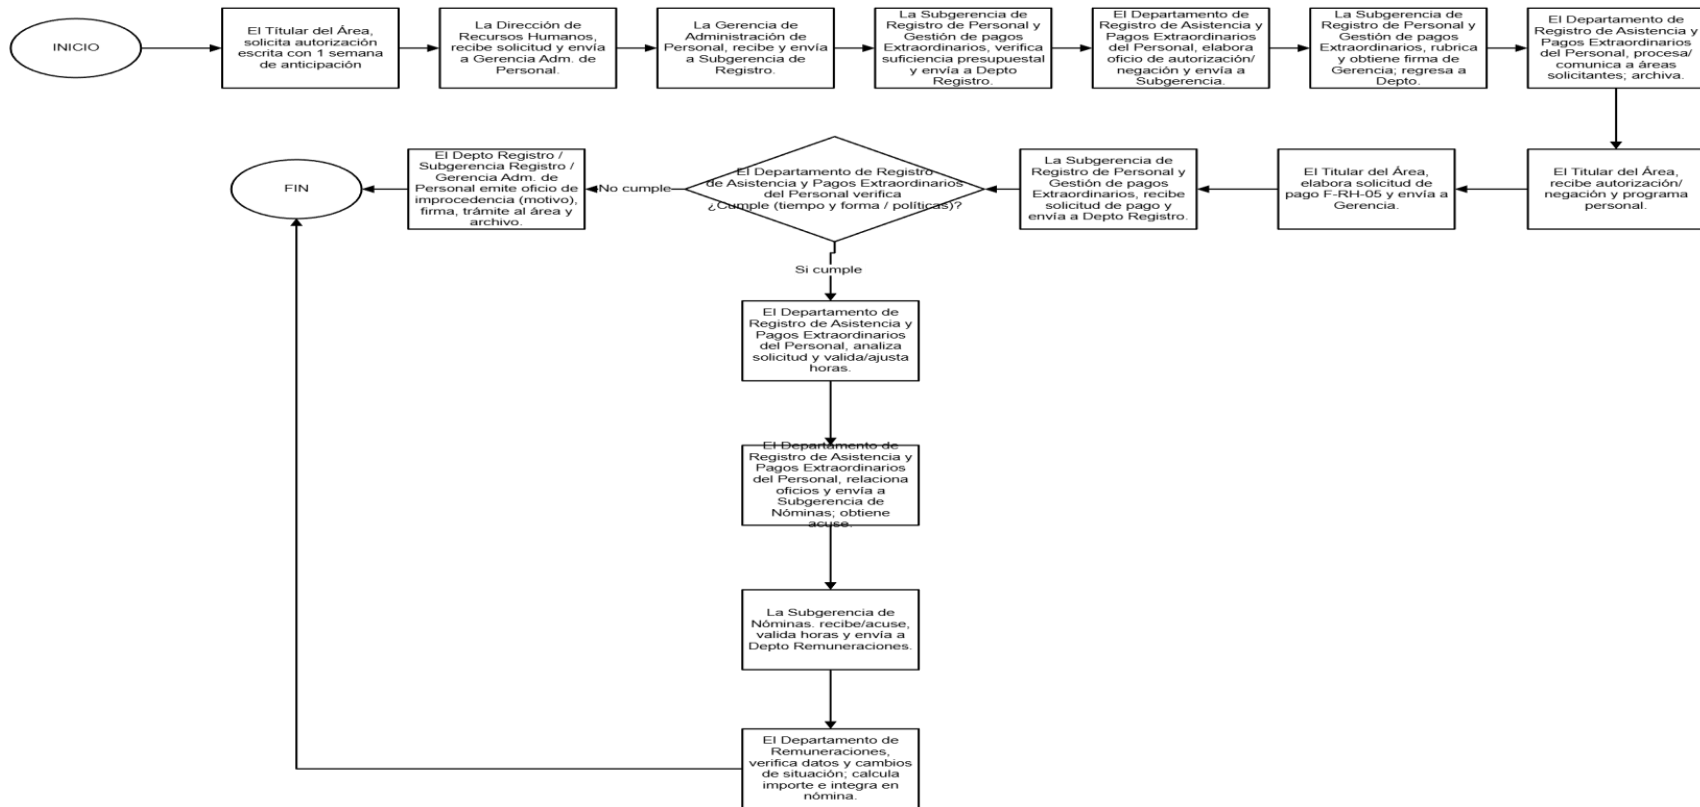 INICIO
El Títular del Área,
solicita autorización
escrita con 1 semana
de anticipación
La Dirección de
Recursos Humanos,
recibe solicitud y envía
a Gerencia Adm. de
Personal.
La Gerencia de
Administración de
Personal, recibe y envía
a Subgerencia de
Registro.
La Subgerencia de
Registro de Personal y
Gestión de pagos
Extraordinarios, verifica
suficiencia presupuestal
y envía a Depto
Registro.
El Departamento de
Registro de Asistencia y
Pagos Extraordinarios
del Personal, elabora
oficio de autorización/
negación y envía a
Subgerencia.
La Subgerencia de
Registro de Personal y
Gestión de pagos
Extraordinarios, rubrica
y obtiene firma de
Gerencia; regresa a
Depto.
El Departamento de
Registro de Asistencia y
Pagos Extraordinarios
del Personal, procesa/
comunica a áreas
solicitantes; archiva.
El Titular del Área,
recibe autorización/
negación y programa
personal.
El Titular del Área,
elabora solicitud de
pago F-RH-05 y envía a
Gerencia.
La Subgerencia de
Registro de Personal y
Gestión de pagos
Extraordinarios, recibe
solicitud de pago y
envía a Depto Registro.
El Departamento de Registro
de Asistencia y Pagos Extraordinarios
del Personal verifica
¿Cumple (tiempo y forma / políticas)?
No cumple
El Depto Registro /
Subgerencia Registro /
Gerencia Adm. de
Personal emite oficio de
improcedencia (motivo),
firma, trámite al área y
archivo.
FIN
Si cumple
El Departamento de
Registro de Asistencia y
Pagos Extraordinarios
del Personal, analiza
solicitud y valida/ajusta
horas.
El Departamento de
Registro de Asistencia y
Pagos Extraordinarios
del Personal, relaciona
oficios y envía a
Subgerencia de
Nóminas; obtiene
acuse.
La Subgerencia de
Nóminas. recibe/acuse,
valida horas y envía a
Depto Remuneraciones.
El Departamento de
Remuneraciones,
verifica datos y cambios
de situación; calcula
importe e integra en
nómina.